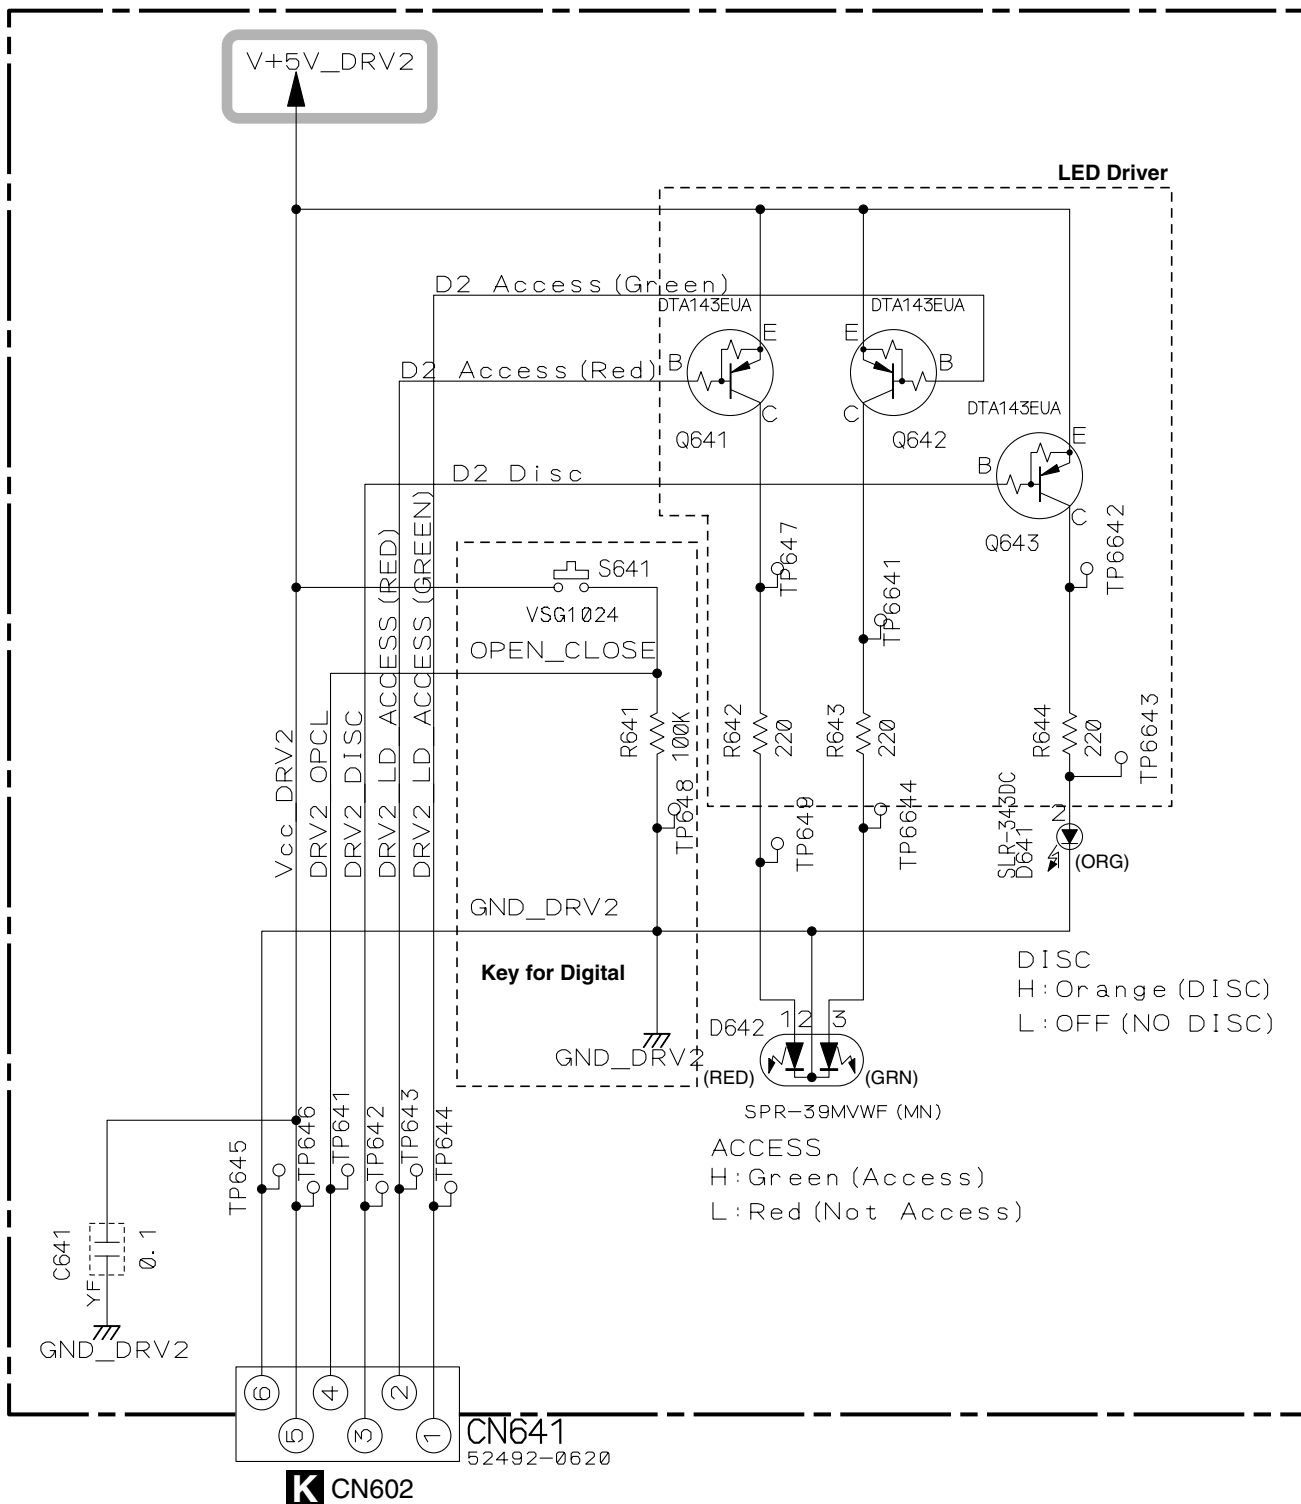 V+5V_DRV2
LED Driver
D2 Access(Green)
DTA143EUA
DTA143EUA
E
E
D2 Access(Red)
B
B
DTA143EUA
C
C
Q641
Q642
E
D2 Disc
B
C
Q643
TP647
TP6642
S641
TP6641
VSG1024
OPEN_CLOSE
Vcc_DRV2
DRV2 OPCL
DRV2 DISC
DRV2 LD ACCESS(RED)
DRV2 LD ACCESS(GREEN)
R641
100K
R642
220
R643
220
R644
220
TP6643
TP648
TP649
TP6644
SLR-343DC
D641
2
(ORG)
GND_DRV2
Key for Digital
DISC
H:Orange(DISC)
L:OFF(NO DISC)
D642
1
2
3
GND_DRV2
(RED)
(GRN)
SPR-39MVWF(MN)
ACCESS
H:Green(Access)
L:Red(Not Access)
TP645
TP646
TP641
TP642
TP643
TP644
C641
0.1
YF
GND_DRV2
6
4
2
5
3
1
CN641
52492-0620
K CN602